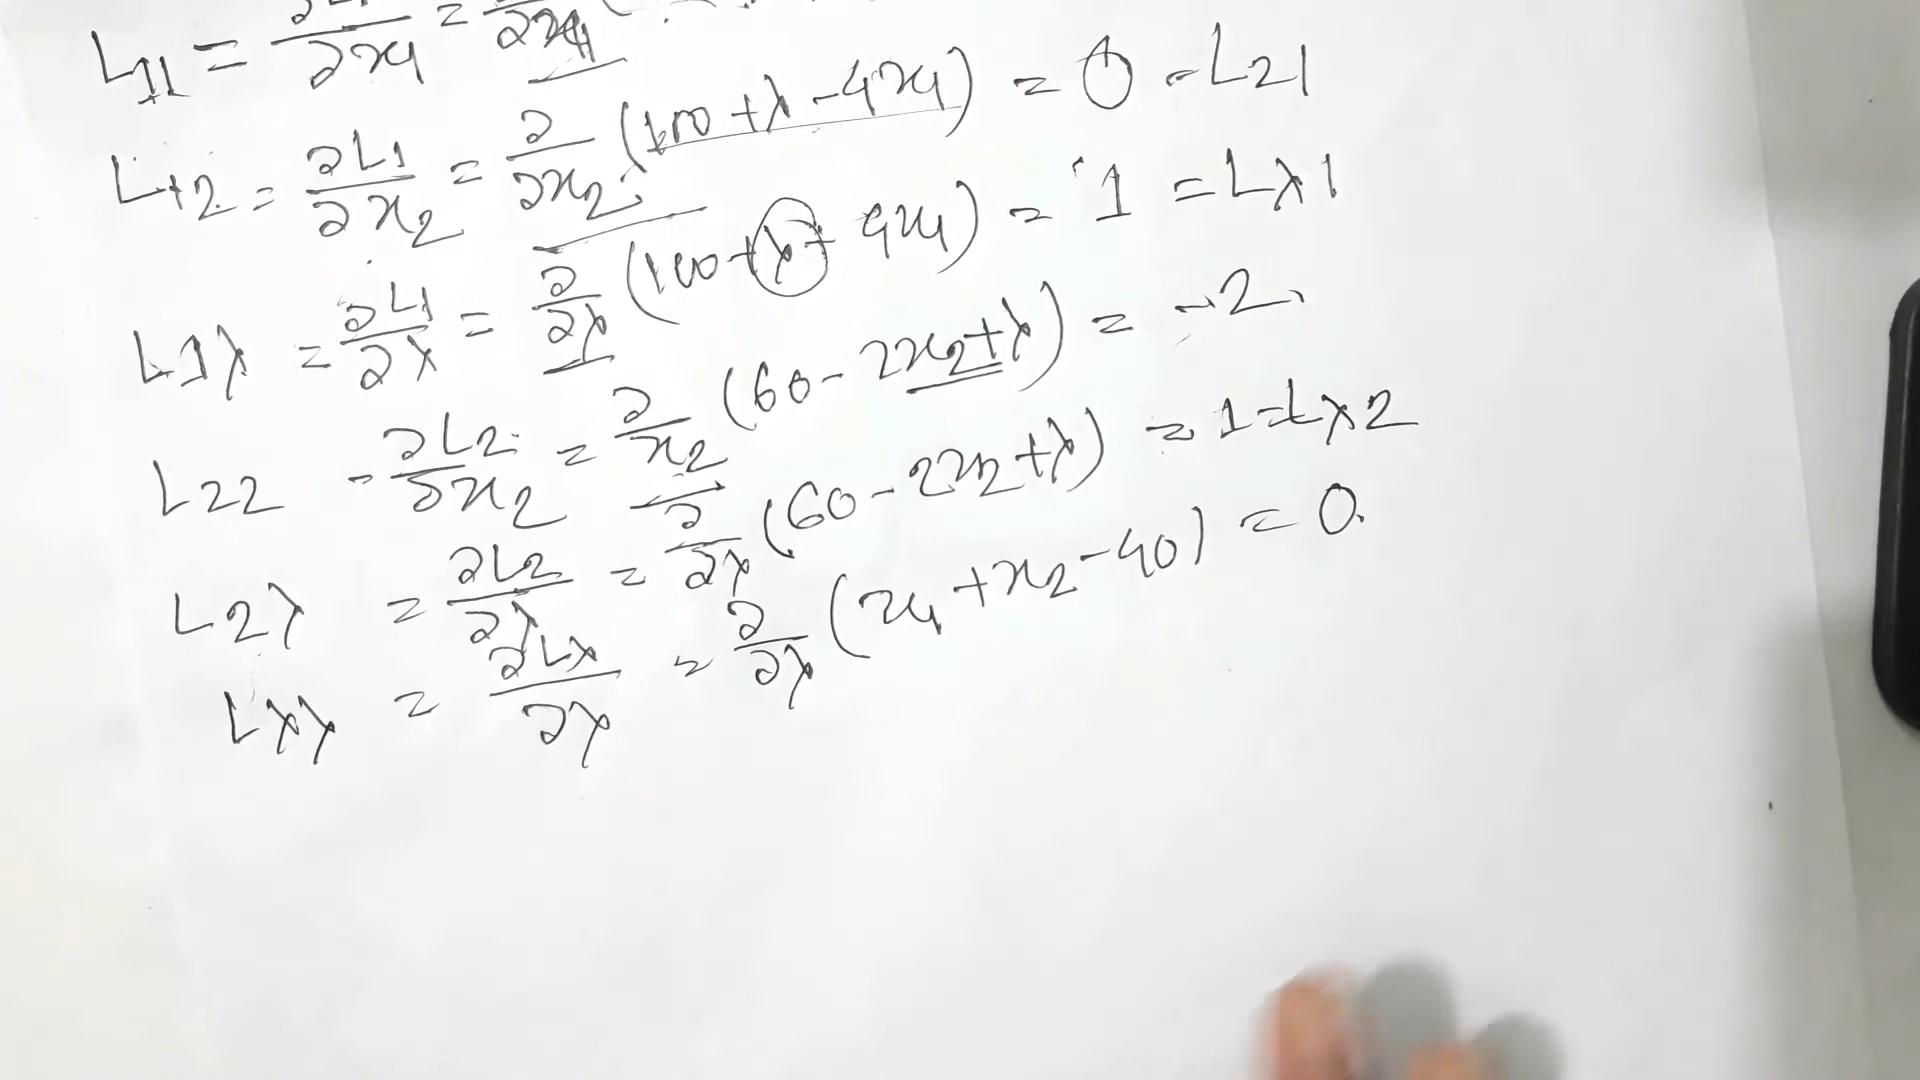 L11 = ∂L1/∂x1 = ∂/∂x1 (
L12 = ∂L1/∂x2 = ∂/∂x2 (100 + λ - 4x1) = 0 = L21
L1λ = ∂L1/∂λ = ∂/∂λ (100 + λ - 4x1) = 1 = Lλ1
L22 = ∂L2/∂x2 = ∂/x2 (60 - 2x2 + λ) = -2.
L2λ = ∂L2/∂λ = ∂/∂λ (60 - 2x2 + λ) = 1 = Lλ2
Lλλ = ∂Lλ/∂λ = ∂/∂λ (x1 + x2 - 40) = 0.